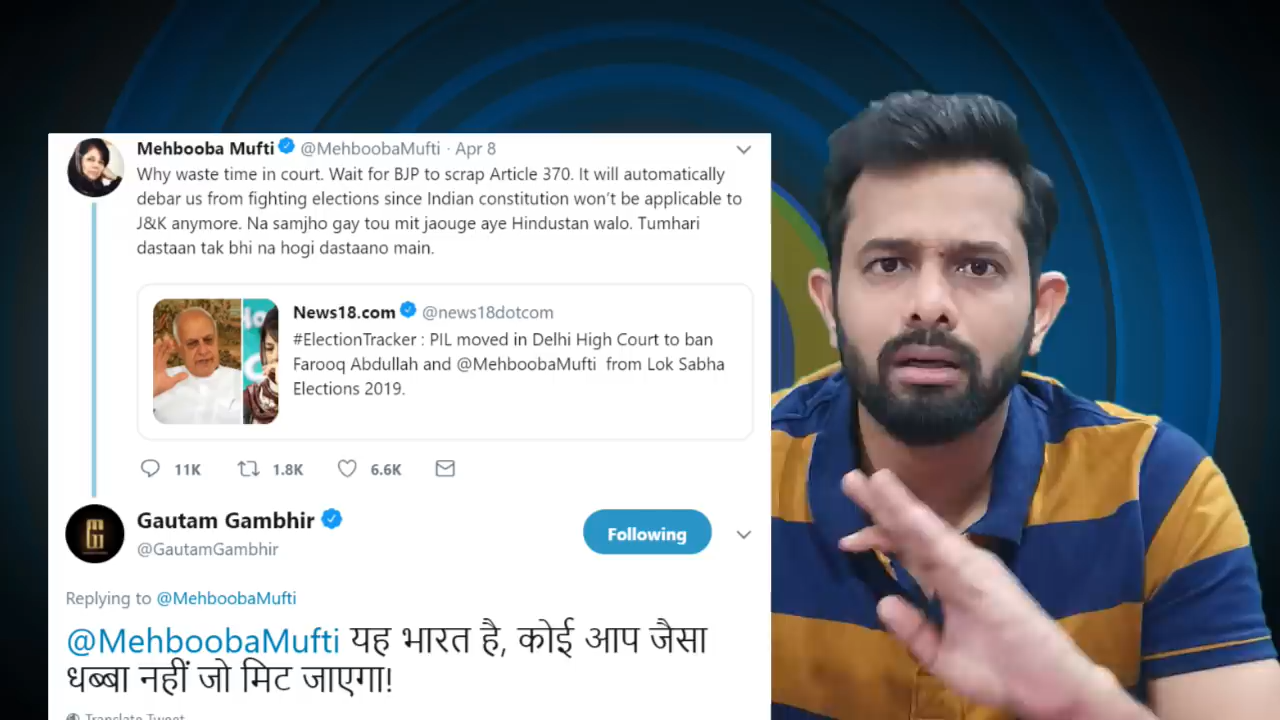 Mehbooba Mufti @MehboobaMufti · Apr 8
Why waste time in court. Wait for BJP to scrap Article 370. It will automatically
debar us from fighting elections since Indian constitution won't be applicable to
J&K anymore. Na samjho gay tou mit jaouge aye Hindustan walo. Tumhari
dastaan tak bhi na hogi dastaano main.
News18.com @news18dotcom
#ElectionTracker : PIL moved in Delhi High Court to ban
Farooq Abdullah and @MehboobaMufti from Lok Sabha
Elections 2019.
11K 1.8K 6.6K
Gautam Gambhir
Following
@GautamGambhir
Replying to @MehboobaMufti
@MehboobaMufti यह भारत है, कोई आप जैसा
धब्बा नहीं जो मिट जाएगा!
Translate Tweet